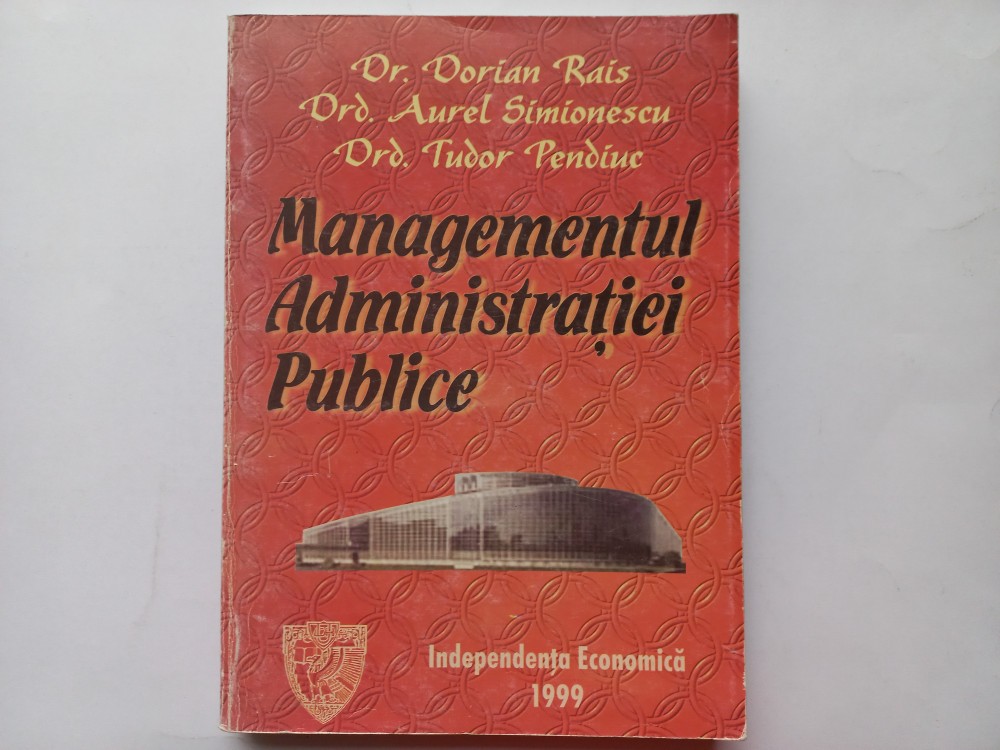 Dr. Dorian Rais
Drd. Aurel Simionescu
Drd. Tudor Pendiuc
Managementul
Administrației
Publice
Independența Economică
1999